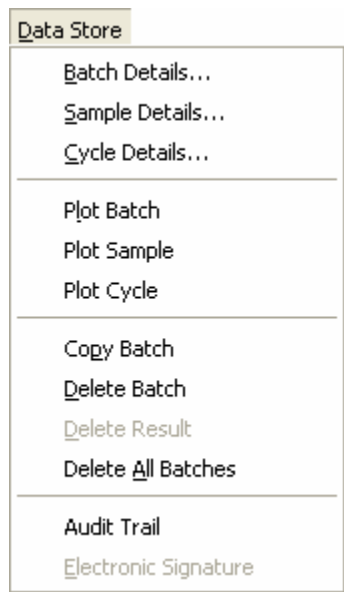 Data Store
Batch Details...
Sample Details...
Cycle Details...
Plot Batch
Plot Sample
Plot Cycle
Copy Batch
Delete Batch
Delete Result
Delete All Batches
Audit Trail
Electronic Signature